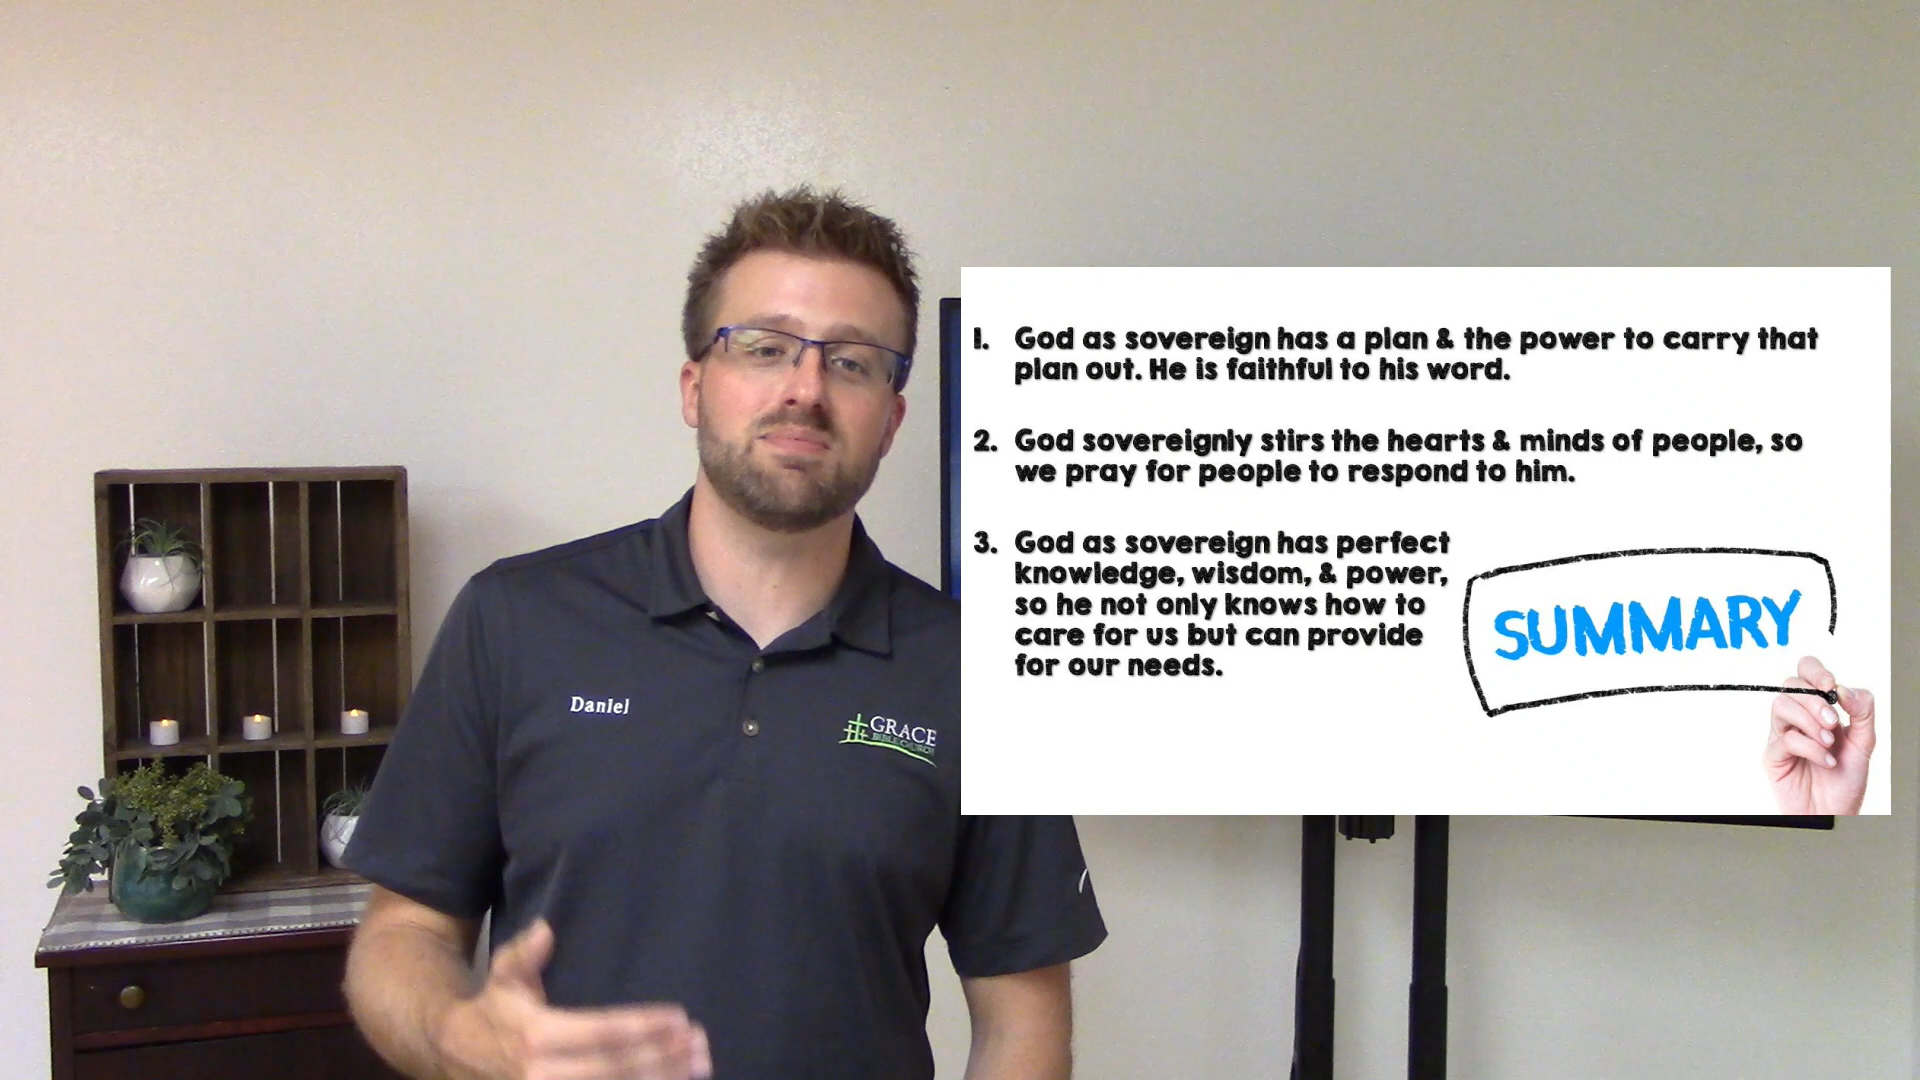 1. God as sovereign has a plan & the power to carry that
plan out. He is faithful to his word.
2. God sovereignly stirs the hearts & minds of people, so
we pray for people to respond to him.
3. God as sovereign has perfect
knowledge, wisdom, & power,
so he not only knows how to
care for us but can provide
for our needs.
SUMMARY
Daniel
GRACE
BIBLE CHURCH